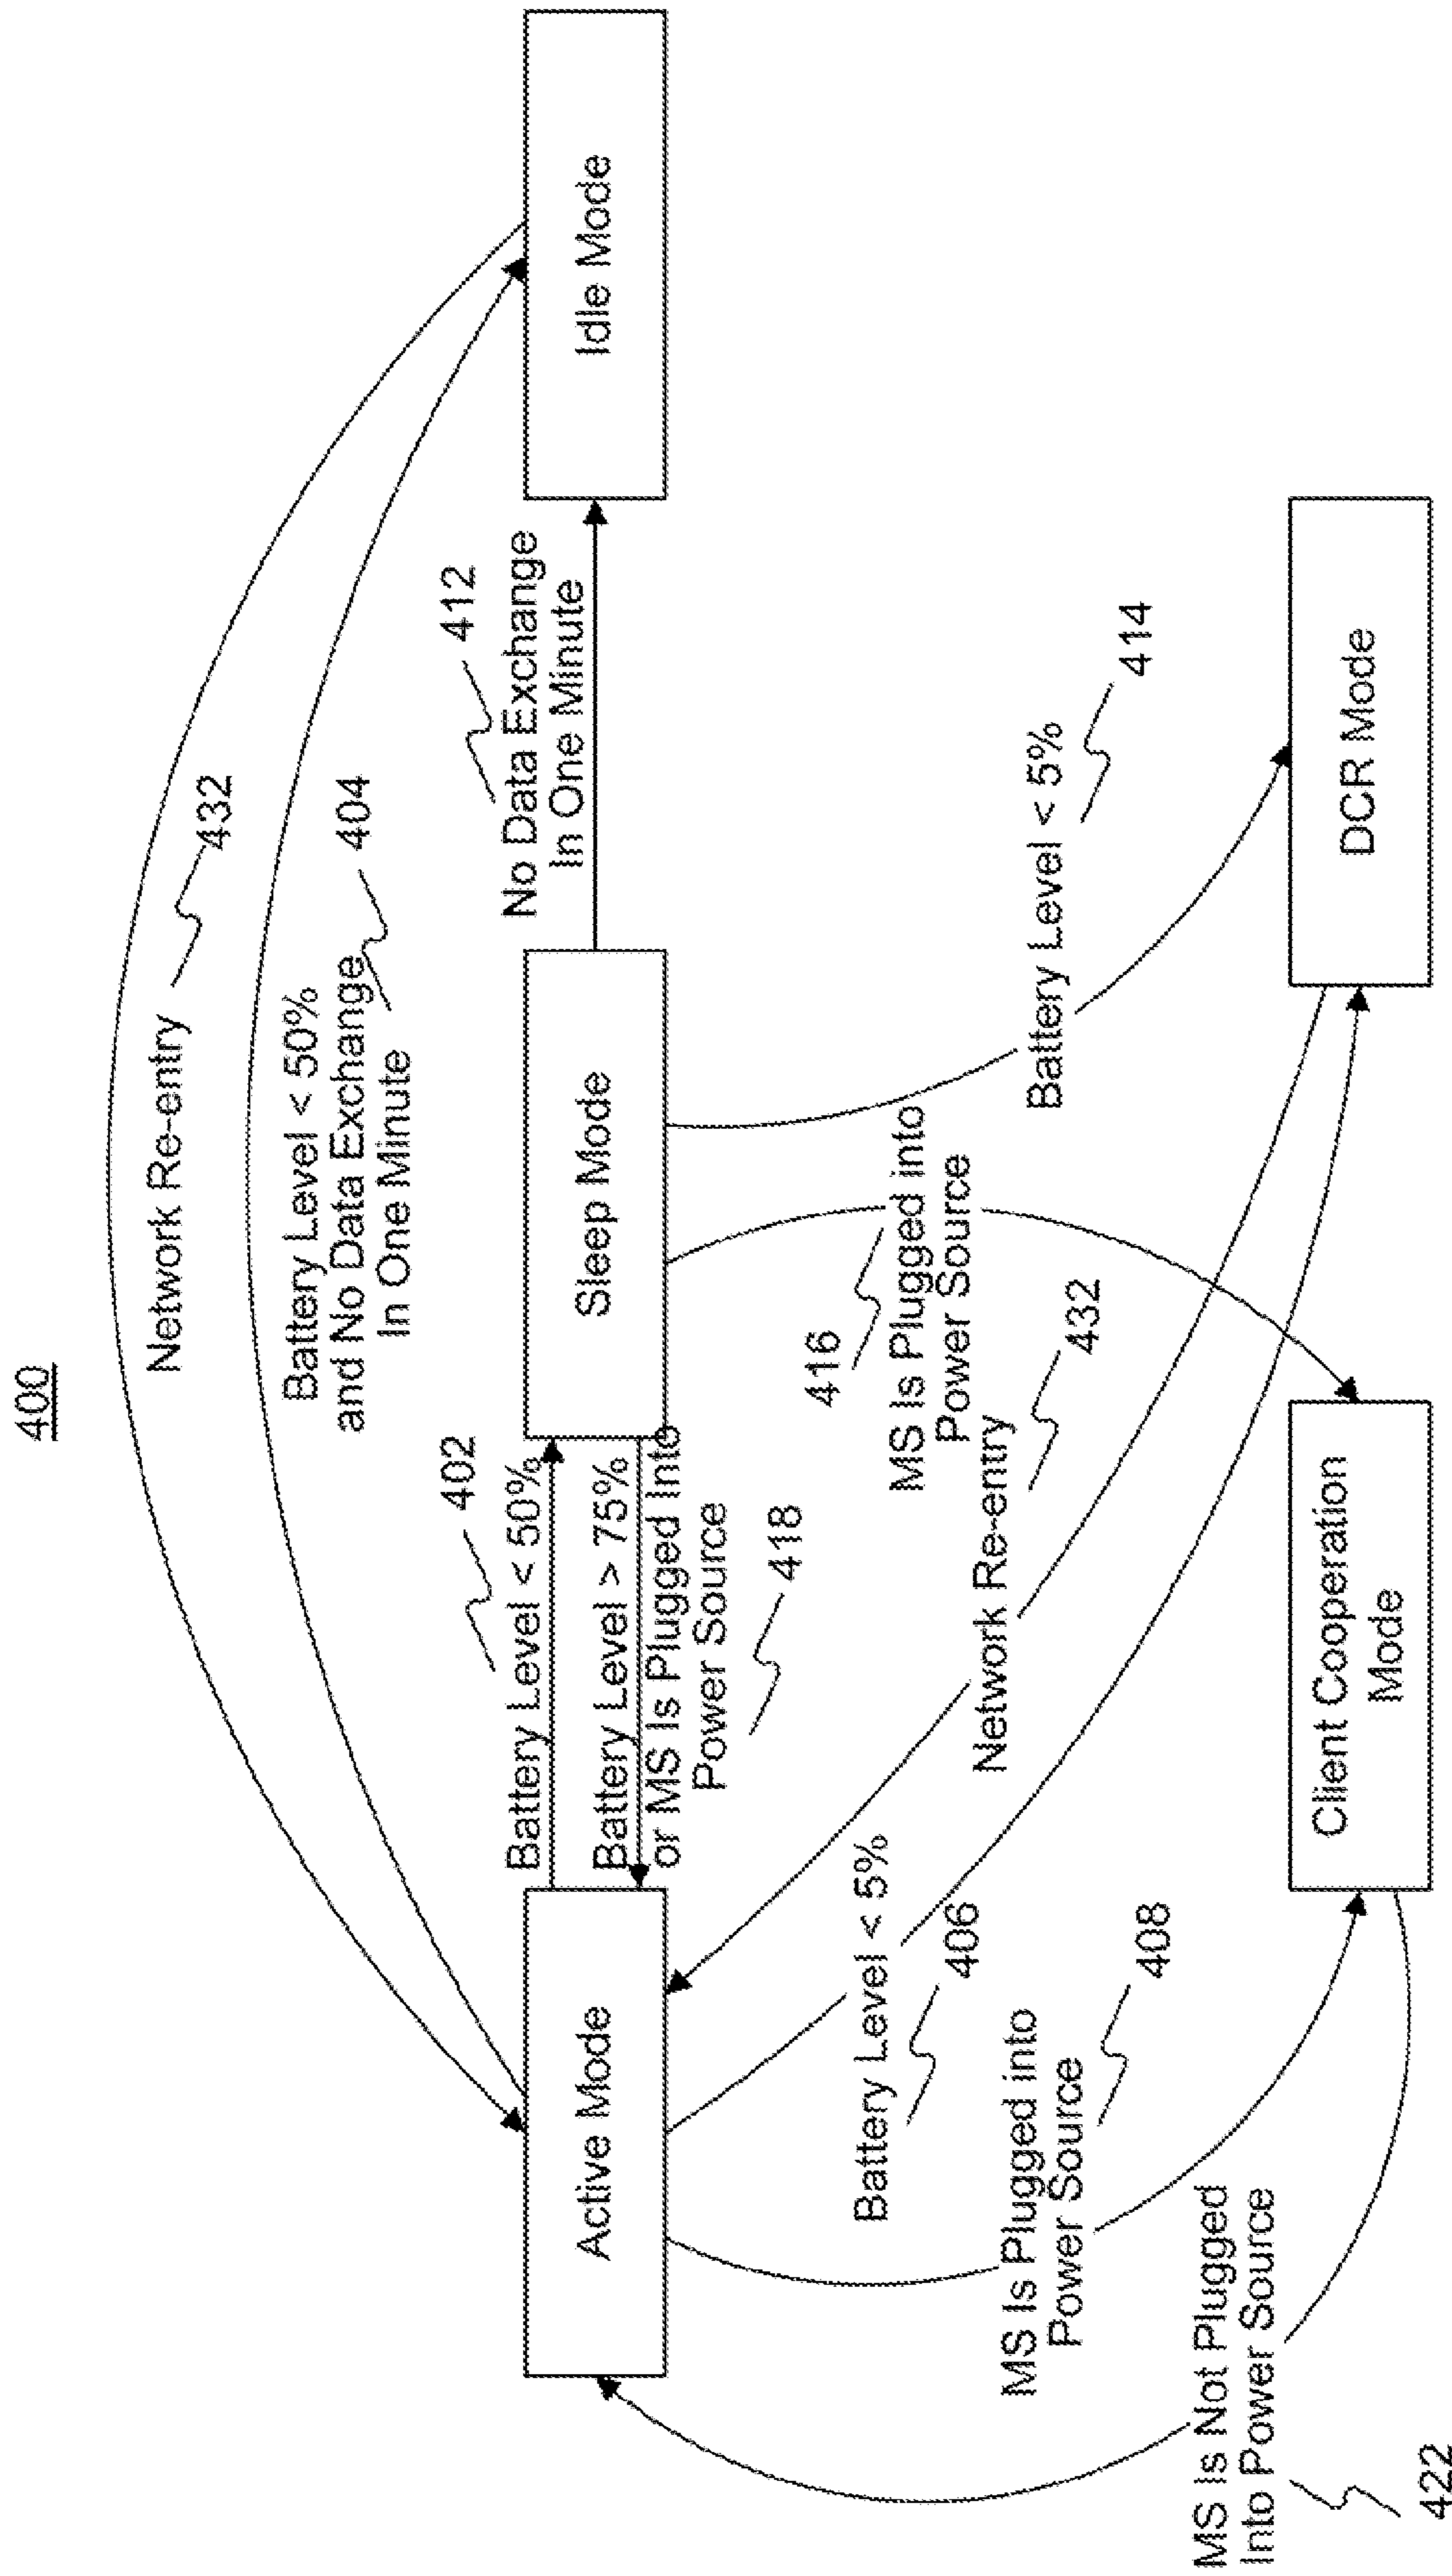 400
Network Re-entry
432
Battery Level < 50%
and No Data Exchange
In One Minute
404
402
Battery Level < 50%
412
No Data Exchange
In One Minute
Active Mode
Sleep Mode
Idle Mode
Battery Level > 75%
or MS Is Plugged Into
Power Source
418
416
MS Is Plugged into
Power Source
Battery Level < 5%
406
Network Re-entry
432
Battery Level < 5%
414
MS Is Plugged into
Power Source
408
MS Is Not Plugged
Into Power Source
422
Client Cooperation
Mode
DCR Mode